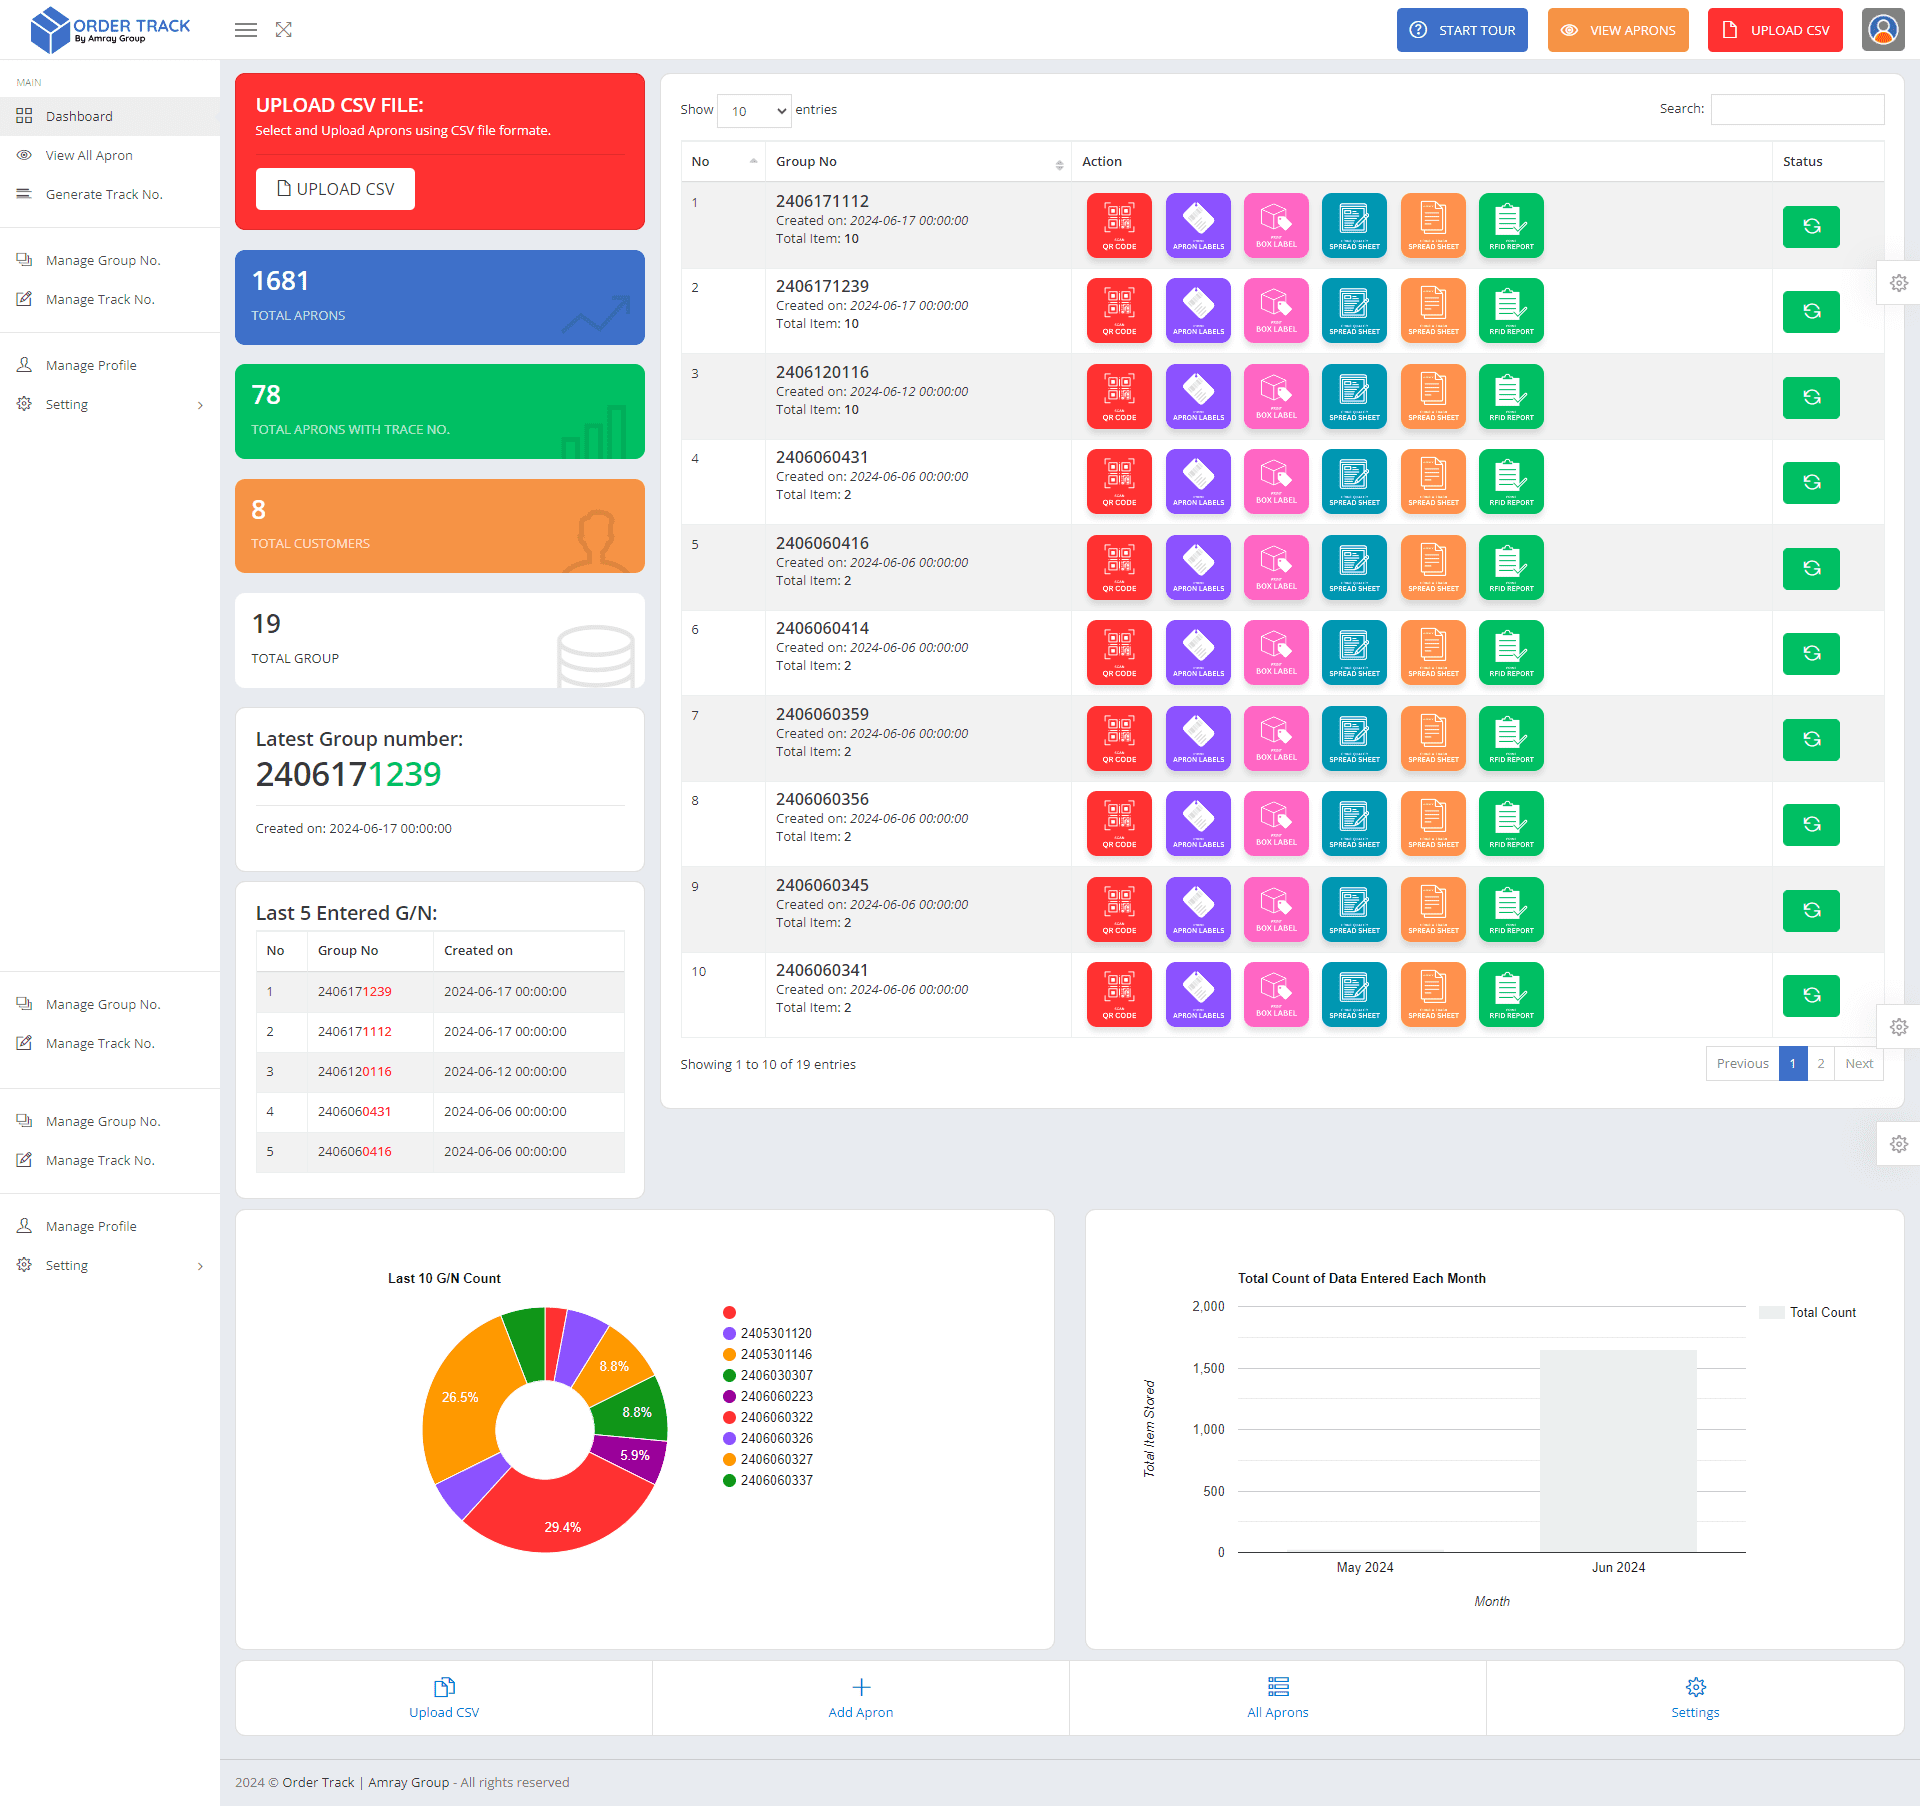 ORDER TRACK
By Amray Group
START TOUR
VIEW APRONS
UPLOAD CSV
MAIN
Dashboard
View All Apron
Generate Track No.
Manage Group No.
Manage Track No.
Manage Profile
Setting
Manage Group No.
Manage Track No.
Manage Group No.
Manage Track No.
Manage Profile
Setting
UPLOAD CSV FILE:
Select and Upload Aprons using CSV file formate.
UPLOAD CSV
1681
TOTAL APRONS
78
TOTAL APRONS WITH TRACE NO.
8
TOTAL CUSTOMERS
19
TOTAL GROUP
Latest Group number:
2406171239
Created on: 2024-06-17 00:00:00
Last 5 Entered G/N:
No Group No Created on
1 2406171239 2024-06-17 00:00:00
2 2406171112 2024-06-17 00:00:00
3 2406120116 2024-06-12 00:00:00
4 2406060431 2024-06-06 00:00:00
5 2406060416 2024-06-06 00:00:00
Show 10 entries Search:
No Group No Action Status
1 2406171112
Created on: 2024-06-17 00:00:00
Total Item: 10
QR CODE APRON LABELS BOX LABEL SPREAD SHEET SPREAD SHEET RFID REPORT
2 2406171239
Created on: 2024-06-17 00:00:00
Total Item: 10
QR CODE APRON LABELS BOX LABEL SPREAD SHEET SPREAD SHEET RFID REPORT
3 2406120116
Created on: 2024-06-12 00:00:00
Total Item: 10
QR CODE APRON LABELS BOX LABEL SPREAD SHEET SPREAD SHEET RFID REPORT
4 2406060431
Created on: 2024-06-06 00:00:00
Total Item: 2
QR CODE APRON LABELS BOX LABEL SPREAD SHEET SPREAD SHEET RFID REPORT
5 2406060416
Created on: 2024-06-06 00:00:00
Total Item: 2
QR CODE APRON LABELS BOX LABEL SPREAD SHEET SPREAD SHEET RFID REPORT
6 2406060414
Created on: 2024-06-06 00:00:00
Total Item: 2
QR CODE APRON LABELS BOX LABEL SPREAD SHEET SPREAD SHEET RFID REPORT
7 2406060359
Created on: 2024-06-06 00:00:00
Total Item: 2
QR CODE APRON LABELS BOX LABEL SPREAD SHEET SPREAD SHEET RFID REPORT
8 2406060356
Created on: 2024-06-06 00:00:00
Total Item: 2
QR CODE APRON LABELS BOX LABEL SPREAD SHEET SPREAD SHEET RFID REPORT
9 2406060345
Created on: 2024-06-06 00:00:00
Total Item: 2
QR CODE APRON LABELS BOX LABEL SPREAD SHEET SPREAD SHEET RFID REPORT
10 2406060341
Created on: 2024-06-06 00:00:00
Total Item: 2
QR CODE APRON LABELS BOX LABEL SPREAD SHEET SPREAD SHEET RFID REPORT
Showing 1 to 10 of 19 entries
Previous 1 2 Next
Last 10 G/N Count
8.8%
8.8%
5.9%
29.4%
26.5%
2405301120
2405301146
2406030307
2406060223
2406060322
2406060326
2406060327
2406060337
Total Count of Data Entered Each Month
Total Count
Total Item Stored
2,000
1,500
1,000
500
0
May 2024 Jun 2024
Month
Upload CSV
Add Apron
All Aprons
Settings
2024 © Order Track | Amray Group - All rights reserved